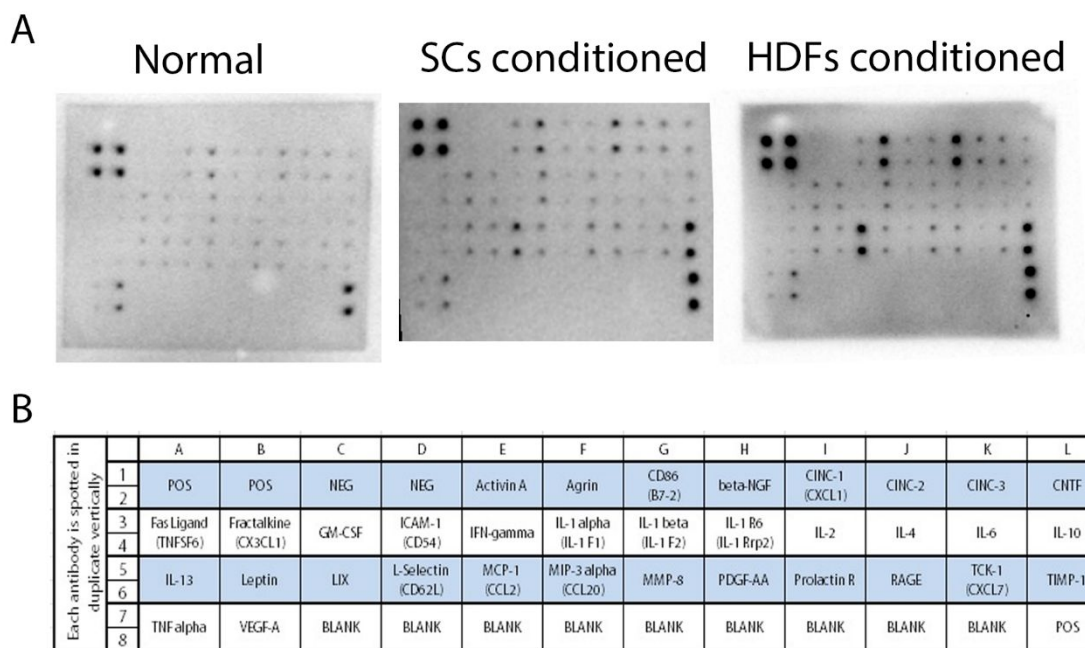 A
Normal
SCs conditioned
HDFs conditioned
B
Each antibody is spotted in
duplicate vertically
A B C D E F G H I J K L
1
2
POS POS NEG NEG Activin A Agrin CD86 (B7-2) beta-NGF CINC-1 (CXCL1) CINC-2 CINC-3 CNTF
3
4
Fas Ligand (TNFSF6) Fractalkine (CX3CL1) GM-CSF ICAM-1 (CD54) IFN-gamma IL-1 alpha (IL-1 F1) IL-1 beta (IL-1 F2) IL-1 R6 (IL-1 Rrp2) IL-2 IL-4 IL-6 IL-10
5
6
IL-13 Leptin LIX L-Selectin (CD62L) MCP-1 (CCL2) MIP-3 alpha (CCL20) MMP-8 PDGF-AA Prolactin R RAGE TCK-1 (CXCL7) TIMP-1
7
8
TNF alpha VEGF-A BLANK BLANK BLANK BLANK BLANK BLANK BLANK BLANK BLANK POS